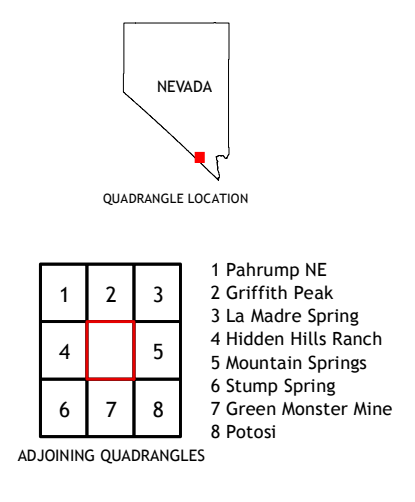 NEVADA
QUADRANGLE LOCATION
1 2 3
4 5
6 7 8
ADJOINING QUADRANGLES
1 Pahrump NE
2 Griffith Peak
3 La Madre Spring
4 Hidden Hills Ranch
5 Mountain Springs
6 Stump Spring
7 Green Monster Mine
8 Potosi